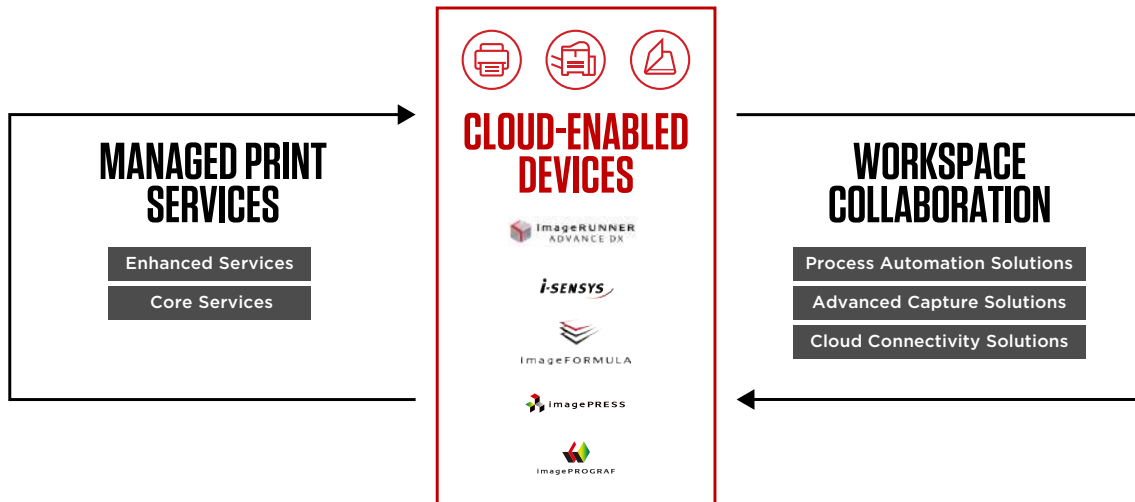 MANAGED PRINT
SERVICES
Enhanced Services
Core Services
CLOUD-ENABLED
DEVICES
imageRUNNER
ADVANCE DX
i-SENSYS
imageFORMULA
imagePRESS
imagePROGRAF
WORKSPACE
COLLABORATION
Process Automation Solutions
Advanced Capture Solutions
Cloud Connectivity Solutions